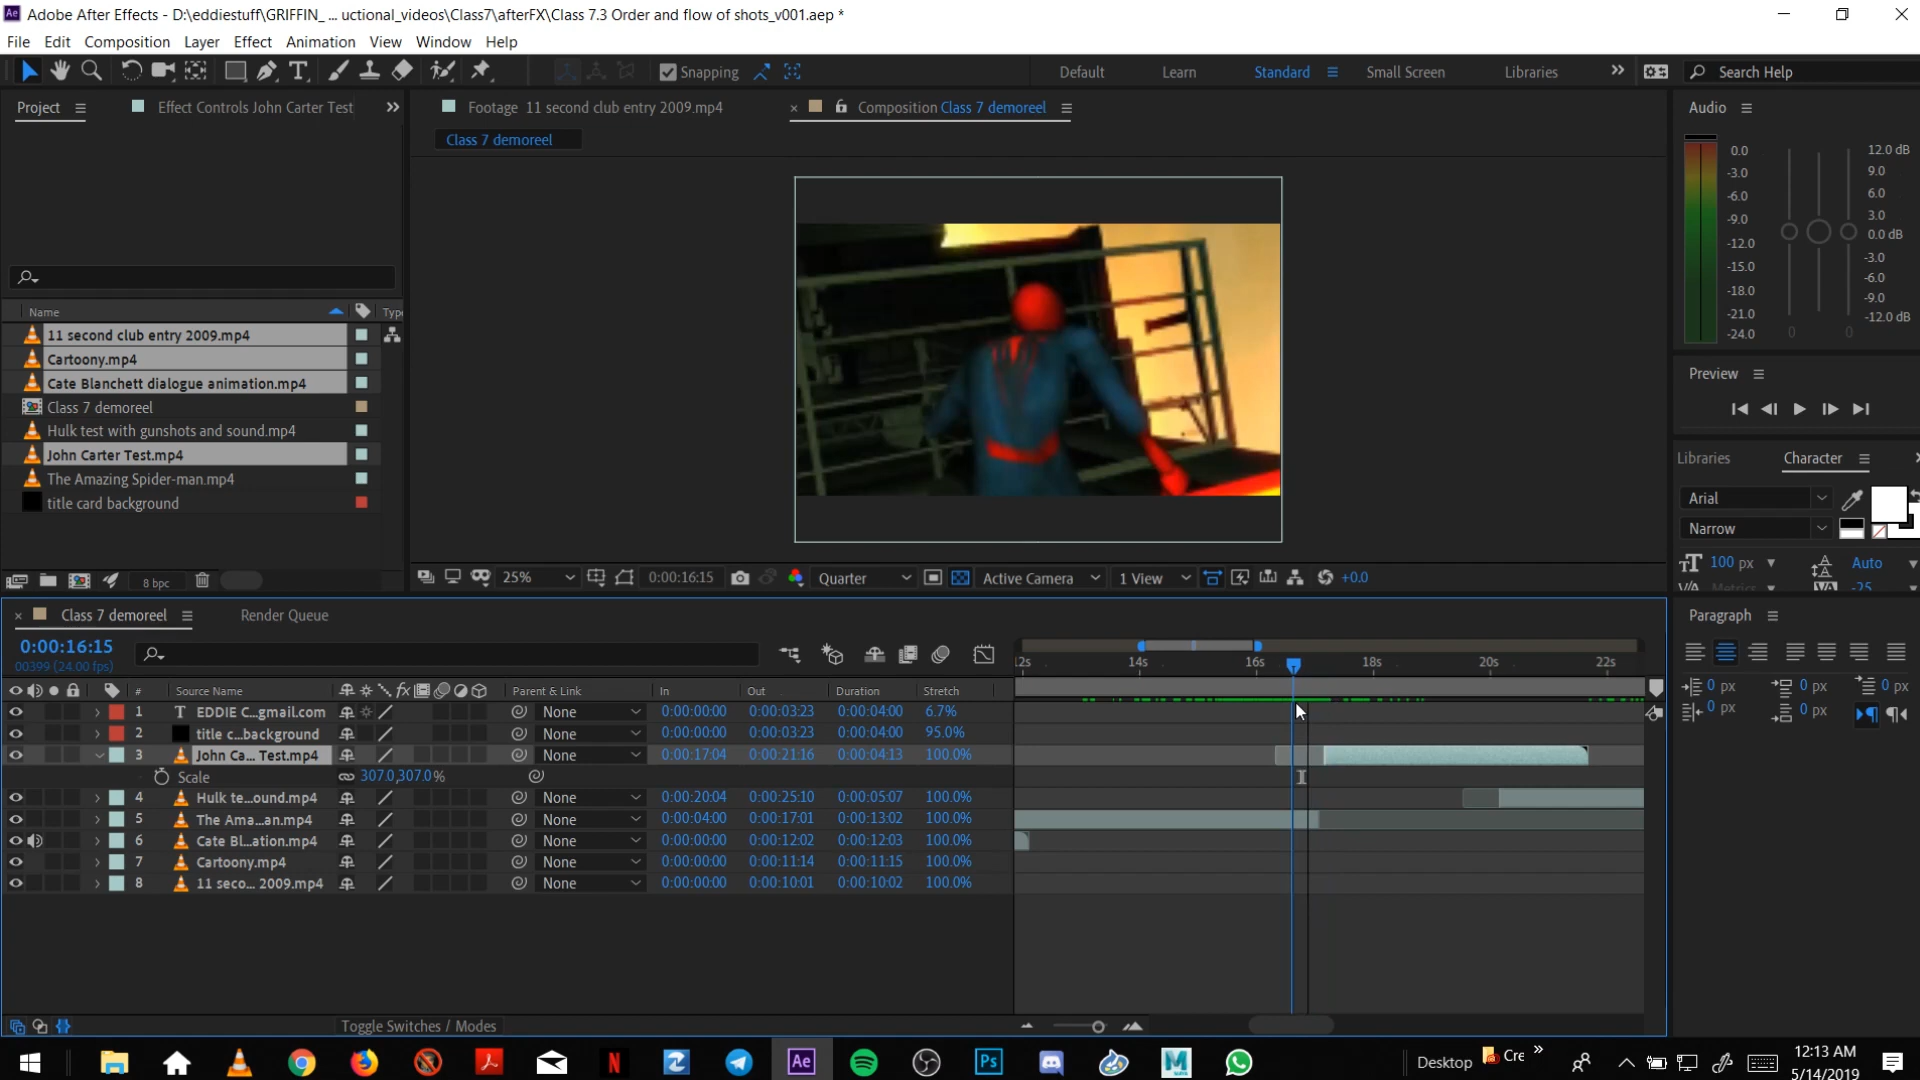 Adobe After Effects - D:\eddiestuff\GRIFFIN_ ... uctional_videos\Class7\afterFX\Class 7.3 Order and flow of shots_v001.aep *
File Edit Composition Layer Effect Animation View Window Help
Snapping Default Learn Standard Small Screen Libraries Search Help
Project Effect Controls John Carter Test Footage 11 second club entry 2009.mp4 Composition Class 7 demoreel Audio
Class 7 demoreel
0.0 12.0 dB
-3.0 9.0
-6.0 6.0
-9.0 3.0
-12.0 0.0 dB
-15.0 -3.0
-18.0 -6.0
-21.0 -9.0
-24.0 0 0 -12.0 dB
Name Type
11 second club entry 2009.mp4
Cartoony.mp4
Cate Blanchett dialogue animation.mp4
Class 7 demoreel
Hulk test with gunshots and sound.mp4
John Carter Test.mp4
The Amazing Spider-man.mp4
title card background
Preview
Libraries Character
Arial
Narrow
100 px Auto
Metrics -25
8 bpc 25% 0:00:16:15 Quarter Active Camera 1 View +0.0
Class 7 demoreel Render Queue Paragraph
0:00:16:15
00399 (24.00 fps)
12s 14s 16s 18s 20s 22s
# Source Name fx Parent & Link In Out Duration Stretch
1 T EDDIE C...gmail.com None 0:00:00:00 0:00:03:23 0:00:04:00 6.7%
2 title c...background None 0:00:00:00 0:00:03:23 0:00:04:00 95.0%
3 John Ca... Test.mp4 None 0:00:17:04 0:00:21:16 0:00:04:13 100.0%
Scale 307.0,307.0%
4 Hulk te...ound.mp4 None 0:00:20:04 0:00:25:10 0:00:05:07 100.0%
5 The Ama...an.mp4 None 0:00:04:00 0:00:17:01 0:00:13:02 100.0%
6 Cate Bl...ation.mp4 None 0:00:00:00 0:00:12:02 0:00:12:03 100.0%
7 Cartoony.mp4 None 0:00:00:00 0:00:11:14 0:00:11:15 100.0%
8 11 seco... 2009.mp4 None 0:00:00:00 0:00:10:01 0:00:10:02 100.0%
0 px 0 px 0 px
0 px 0 px
Toggle Switches / Modes
Ae Ps Desktop Cre 12:13 AM
5/14/2019